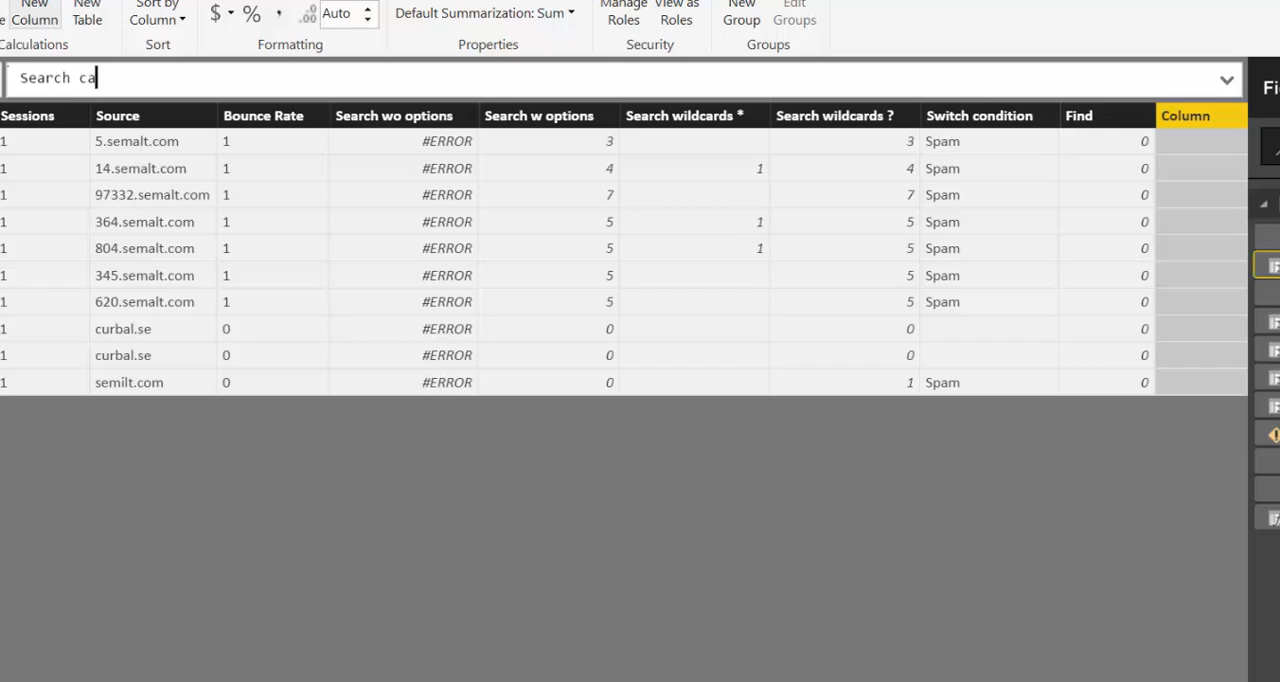 New Column
New Table
Sort by Column
$ % , .00 Auto
Default Summarization: Sum
Manage Roles
View as Roles
New Group
Edit Groups
Calculations
Sort
Formatting
Properties
Security
Groups
Search ca
Sessions Source Bounce Rate Search wo options Search w options Search wildcards * Search wildcards ? Switch condition Find Column
1 5.semalt.com 1 #ERROR 3 3 Spam 0
1 14.semalt.com 1 #ERROR 4 1 4 Spam 0
1 97332.semalt.com 1 #ERROR 7 7 Spam 0
1 364.semalt.com 1 #ERROR 5 1 5 Spam 0
1 804.semalt.com 1 #ERROR 5 1 5 Spam 0
1 345.semalt.com 1 #ERROR 5 5 Spam 0
1 620.semalt.com 1 #ERROR 5 5 Spam 0
1 curbal.se 0 #ERROR 0 0 0
1 curbal.se 0 #ERROR 0 0 0
1 semilt.com 0 #ERROR 0 1 Spam 0